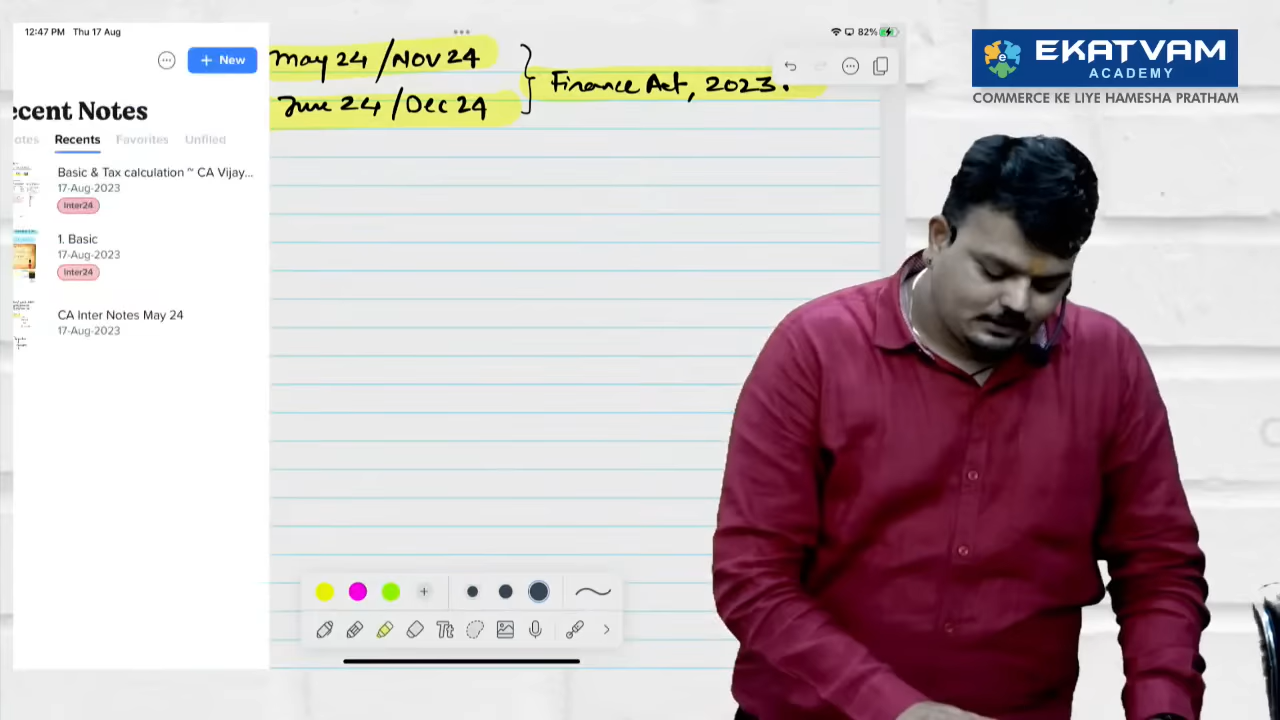 12:47 PM Thu 17 Aug
82%
EKATVAM
ACADEMY
COMMERCE KE LIYE HAMESHA PRATHAM
+ New
May 24 / Nov 24
June 24 / Dec 24
Finance Act, 2023.
ecent Notes
otes Recents Favorites Unfiled
Basic & Tax calculation ~ CA Vijay...
17-Aug-2023
Inter24
1. Basic
17-Aug-2023
Inter24
CA Inter Notes May 24
17-Aug-2023
Tt